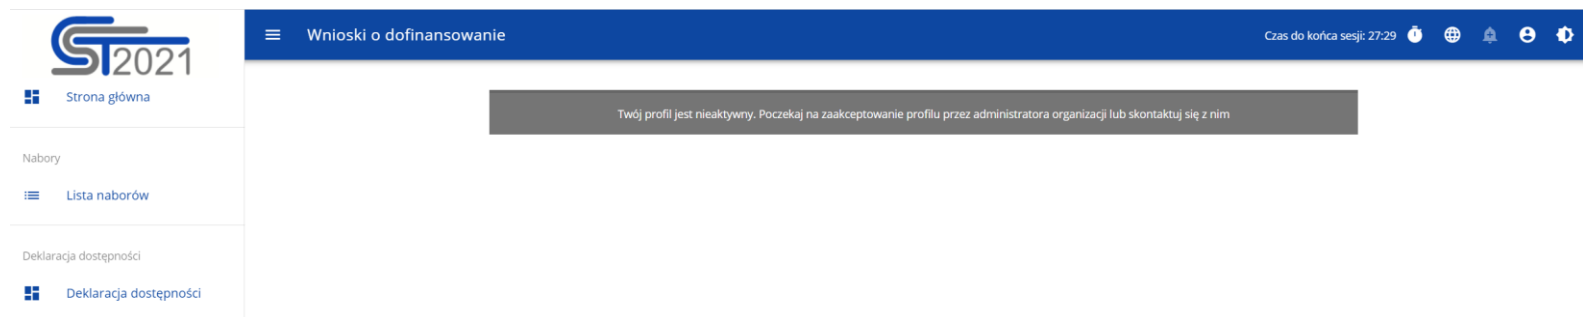 CST2021
Wnioski o dofinansowanie
Czas do końca sesji: 27:29
Strona główna
Twój profil jest nieaktywny. Poczekaj na zaakceptowanie profilu przez administratora organizacji lub skontaktuj się z nim
Nabory
Lista naborów
Deklaracja dostępności
Deklaracja dostępności